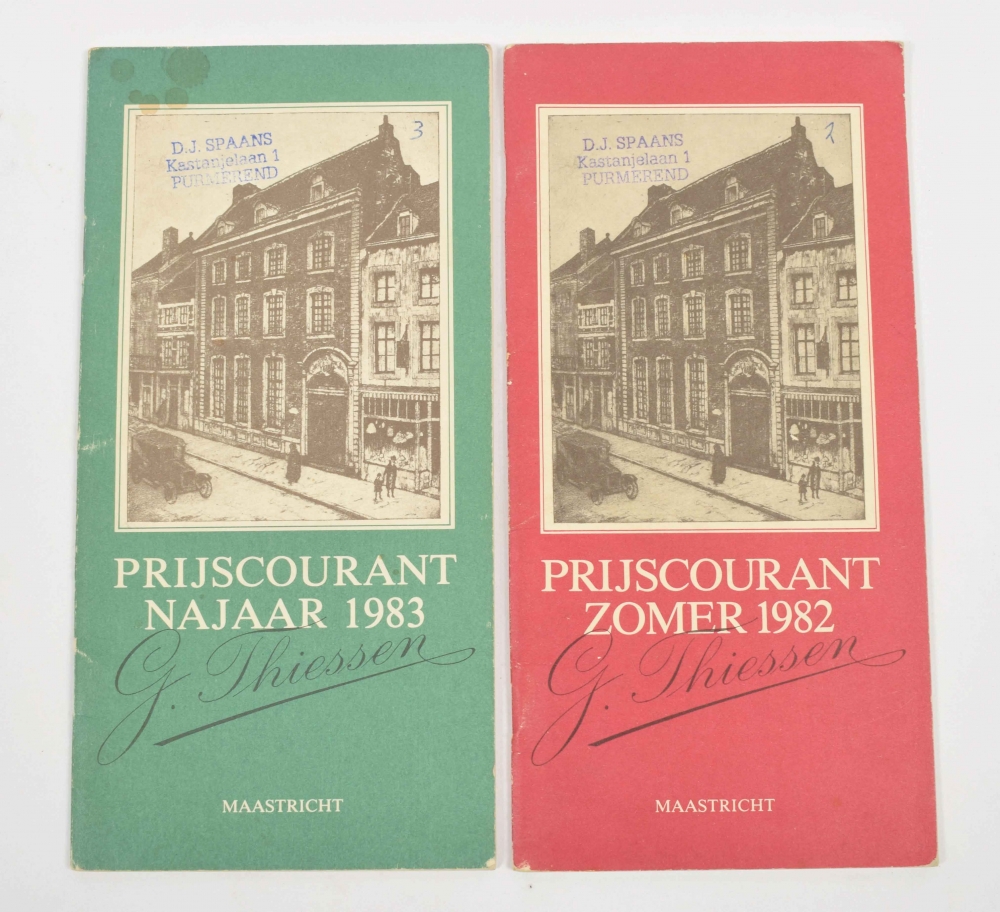 D.J. SPAANS
Kastanjelaan 1
PURMEREND
3
PRIJSCOURANT
NAJAAR 1983
G. Thiessen
MAASTRICHT
D.J. SPAANS
Kastanjelaan 1
PURMEREND
2
PRIJSCOURANT
ZOMER 1982
G. Thiessen
MAASTRICHT